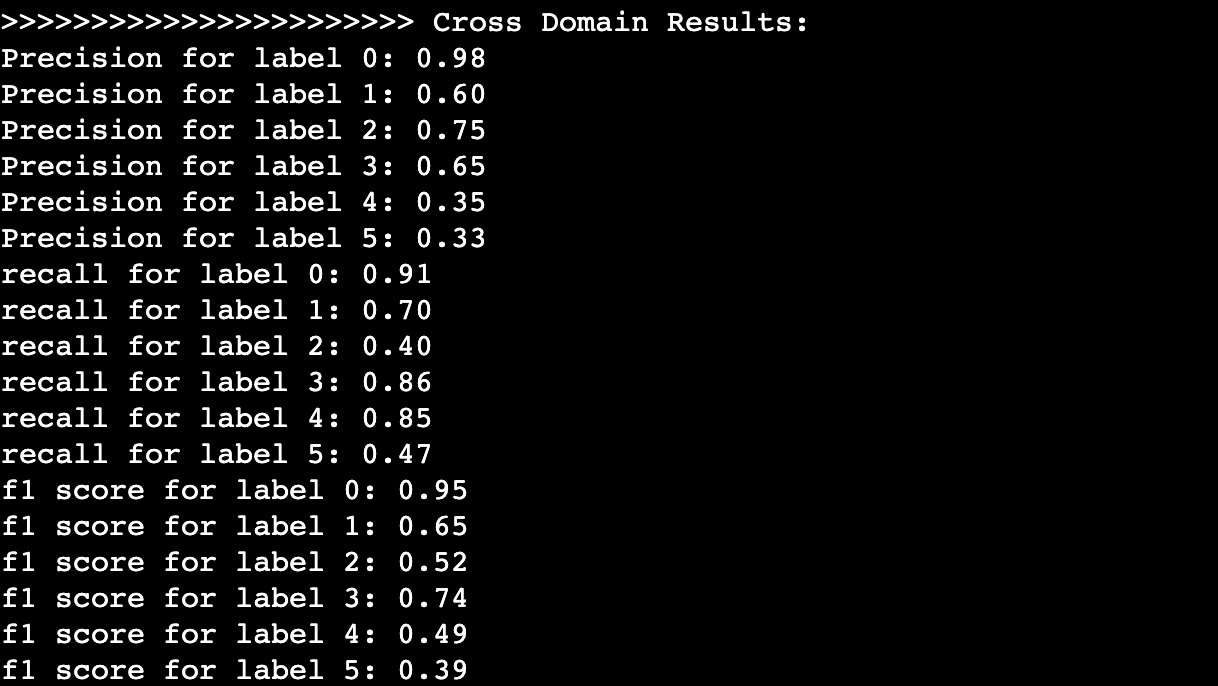 >>>>>>>>>>>>>>>>>>>>>>> Cross Domain Results:
Precision for label 0: 0.98
Precision for label 1: 0.60
Precision for label 2: 0.75
Precision for label 3: 0.65
Precision for label 4: 0.35
Precision for label 5: 0.33
recall for label 0: 0.91
recall for label 1: 0.70
recall for label 2: 0.40
recall for label 3: 0.86
recall for label 4: 0.85
recall for label 5: 0.47
f1 score for label 0: 0.95
f1 score for label 1: 0.65
f1 score for label 2: 0.52
f1 score for label 3: 0.74
f1 score for label 4: 0.49
f1 score for label 5: 0.39